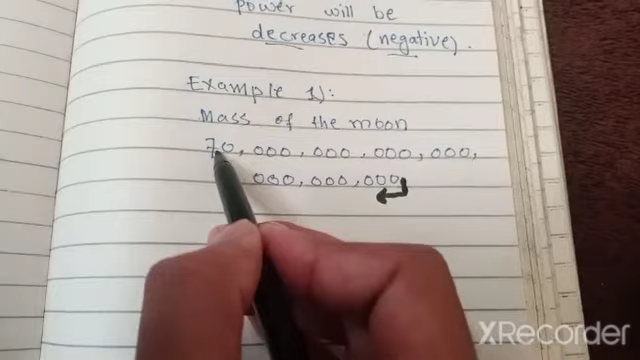 power will be
decreases (negative).
Example 1):
Mass of the moon
70,000,000,000,000,
000,000,000
XRecorder